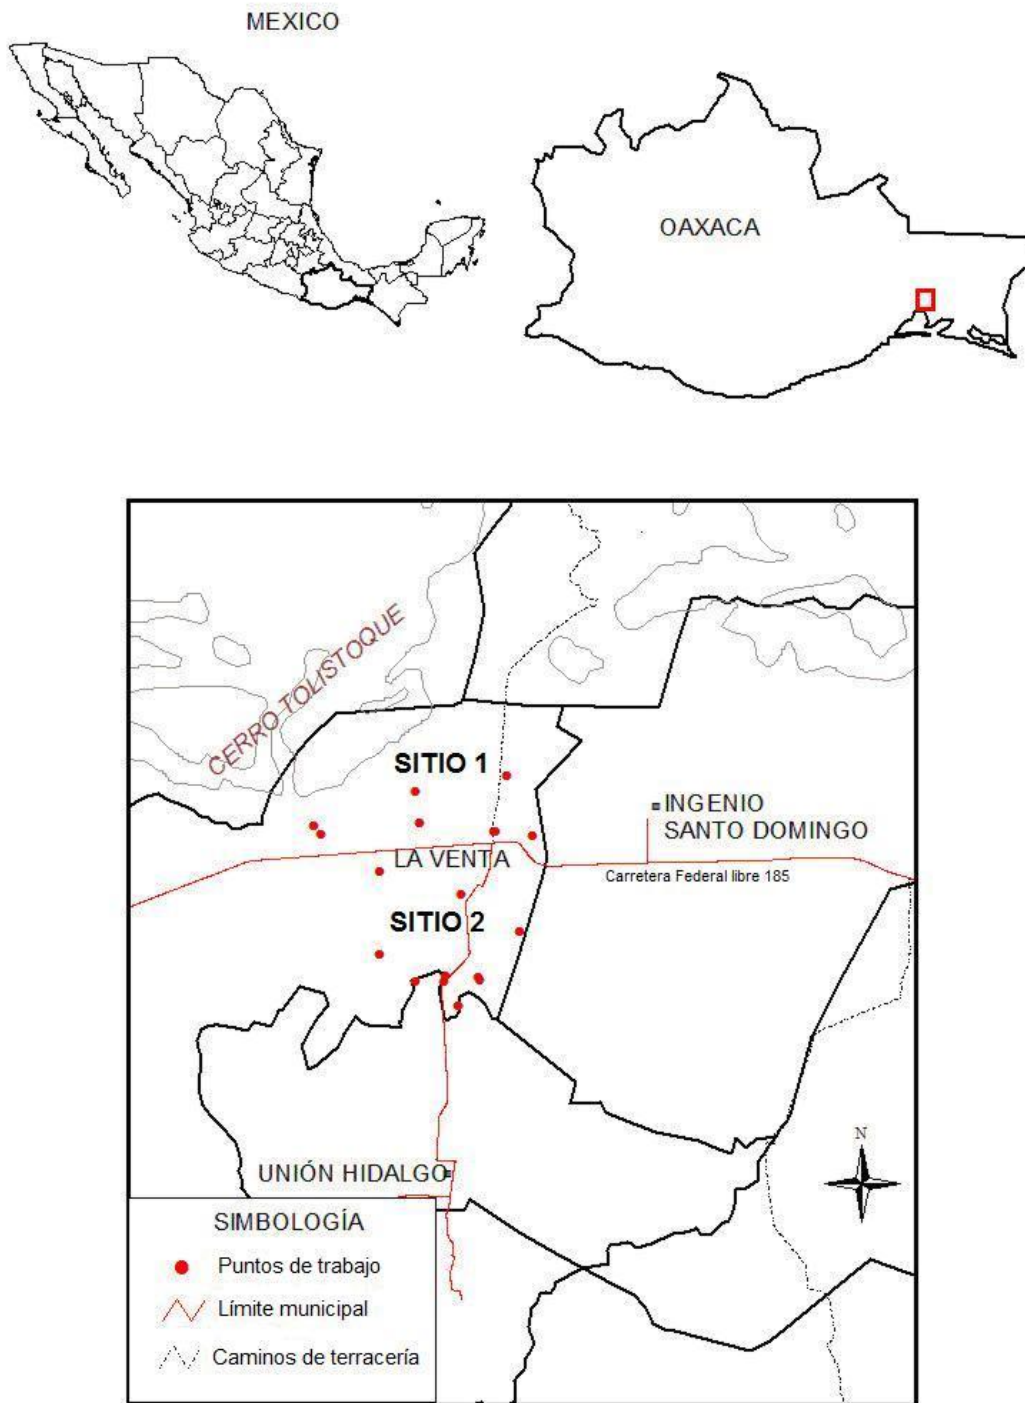 MEXICO
OAXACA
CERRO TOLISTOQUE
SITIO 1
INGENIO
SANTO DOMINGO
LA VENTA
Carretera Federal libre 185
SITIO 2
N
UNIÓN HIDALGO
SIMBOLOGÍA
Puntos de trabajo
Límite municipal
Caminos de terracería